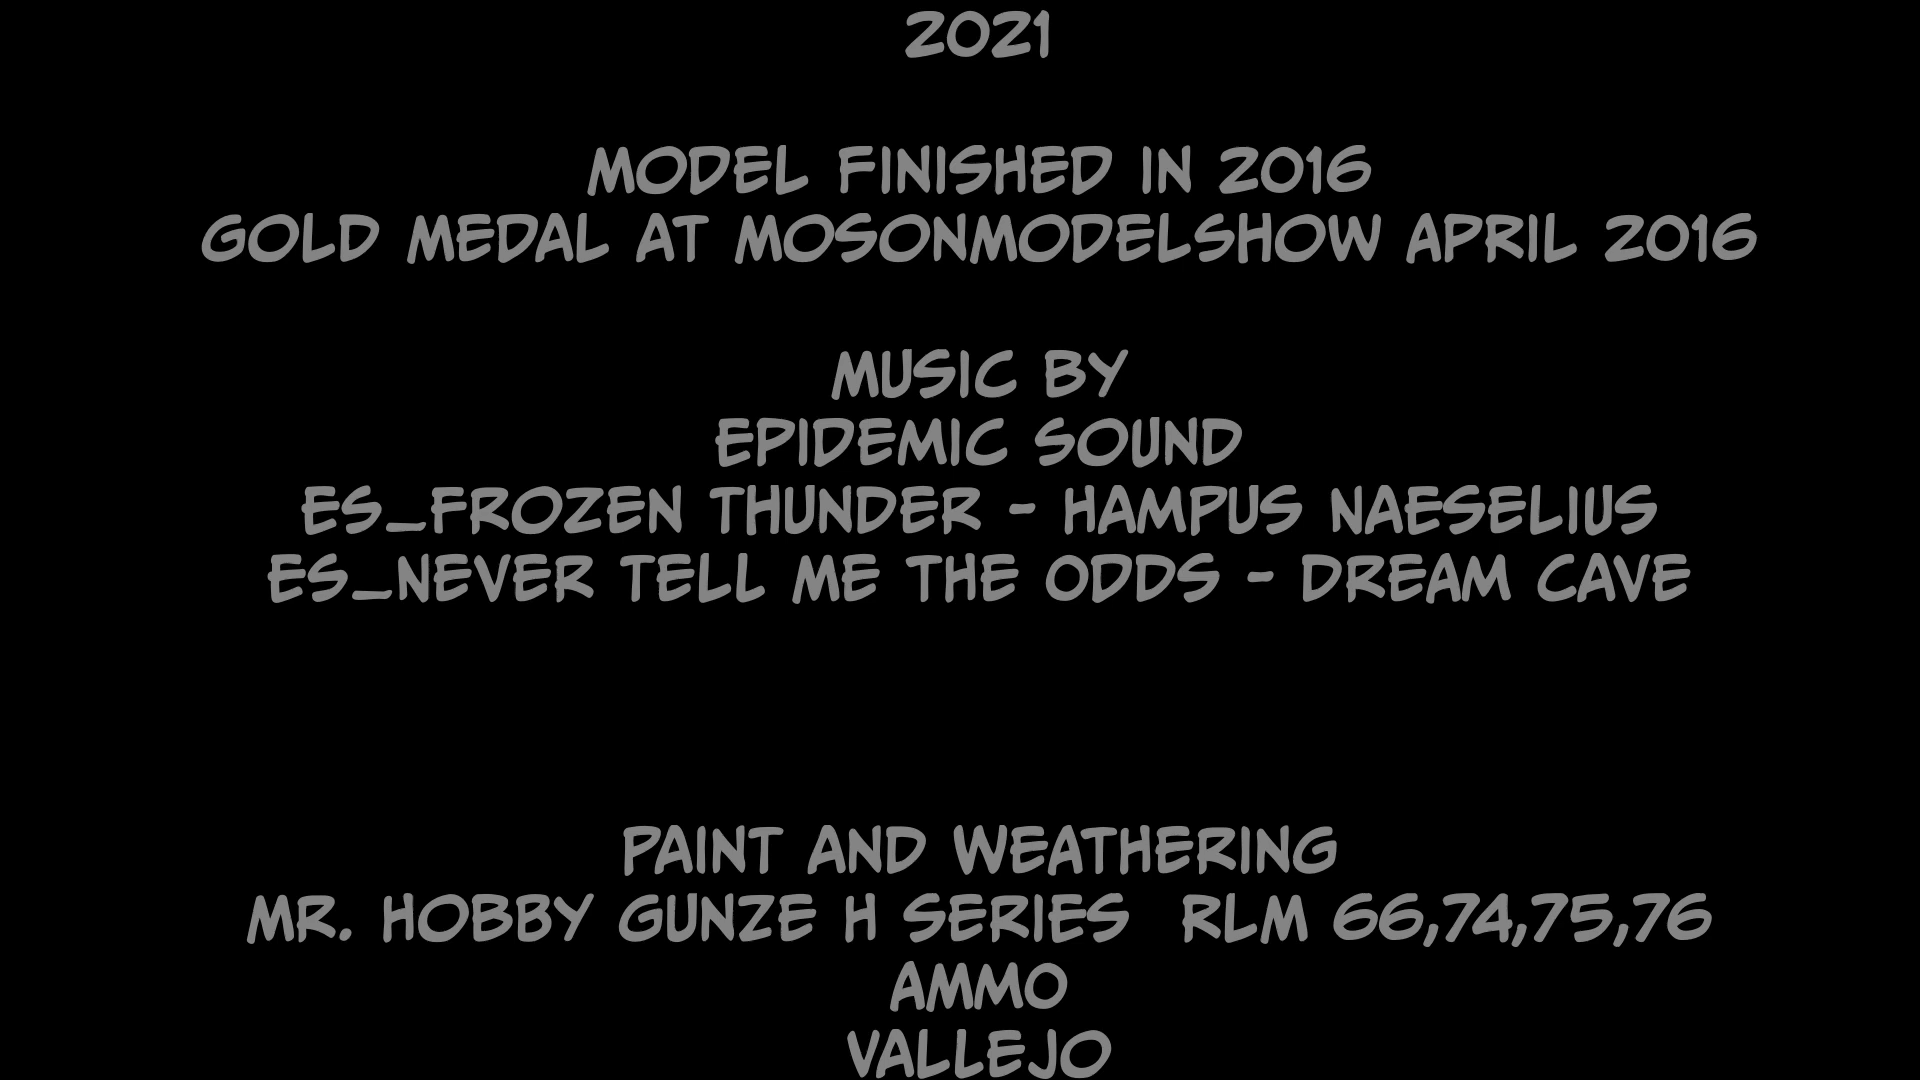 2021
MODEL FINISHED IN 2016
GOLD MEDAL AT MOSONMODELSHOW APRIL 2016
MUSIC BY
EPIDEMIC SOUND
ES_FROZEN THUNDER - HAMPUS NAESELIUS
ES_NEVER TELL ME THE ODDS - DREAM CAVE
PAINT AND WEATHERING
MR. HOBBY GUNZE H SERIES  RLM 66,74,75,76
AMMO
VALLEJO